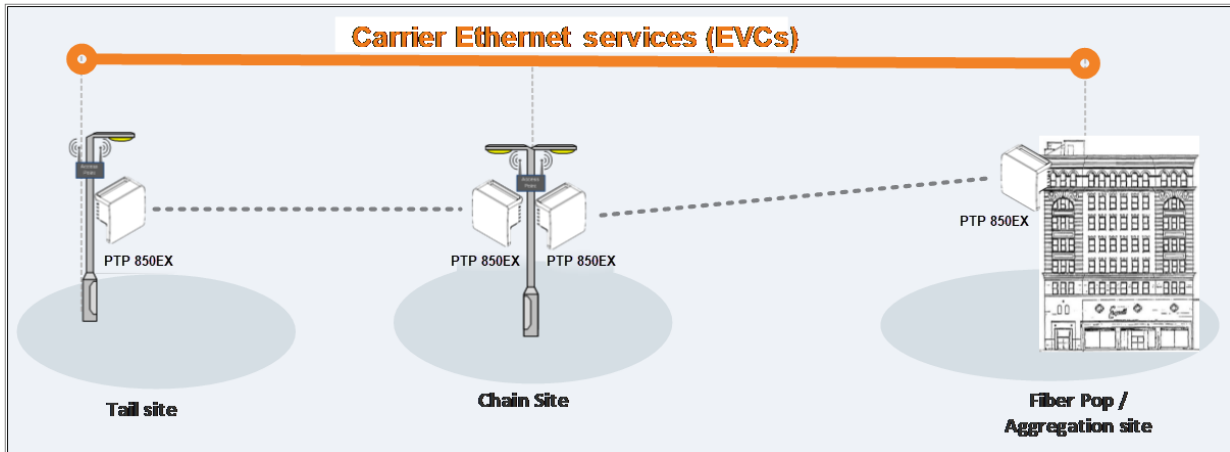 Carrier Ethernet services (EVCs)
PTP 850EX
PTP 850EX
PTP 850EX
PTP 850EX
Tail site
Chain Site
Fiber Pop /
Aggregation site